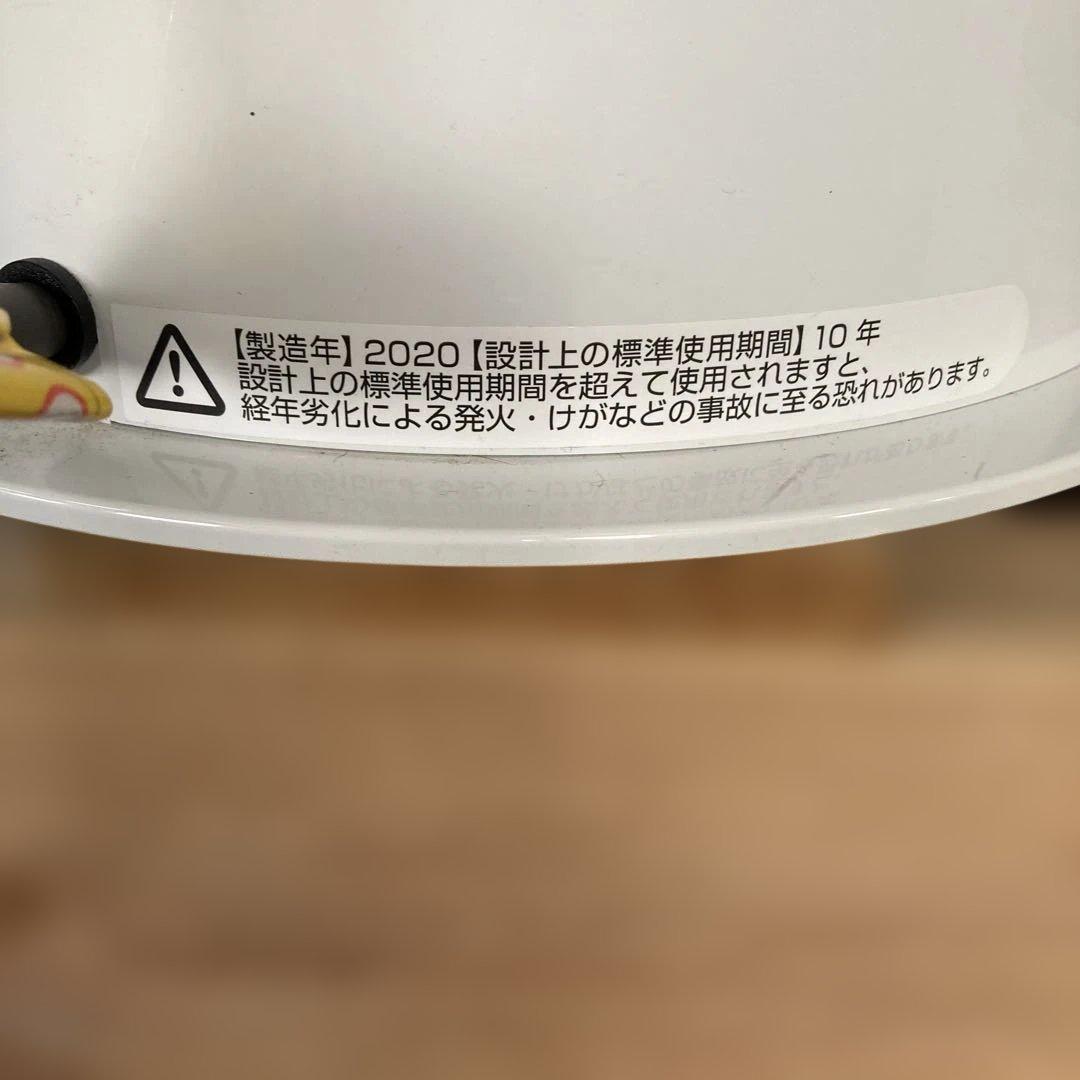 【製造年】2020【設計上の標準使用期間】10年
設計上の標準使用期間を超えて使用されますと、
経年劣化による発火・けがなどの事故に至る恐れがあります。